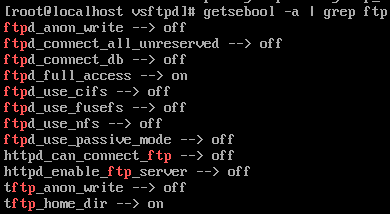 [root@localhost vsftpd]# getsebool -a | grep ftp
ftpd_anon_write --> off
ftpd_connect_all_unreserved --> off
ftpd_connect_db --> off
ftpd_full_access --> on
ftpd_use_cifs --> off
ftpd_use_fusefs --> off
ftpd_use_nfs --> off
ftpd_use_passive_mode --> off
httpd_can_connect_ftp --> off
httpd_enable_ftp_server --> off
tftp_anon_write --> off
tftp_home_dir --> on